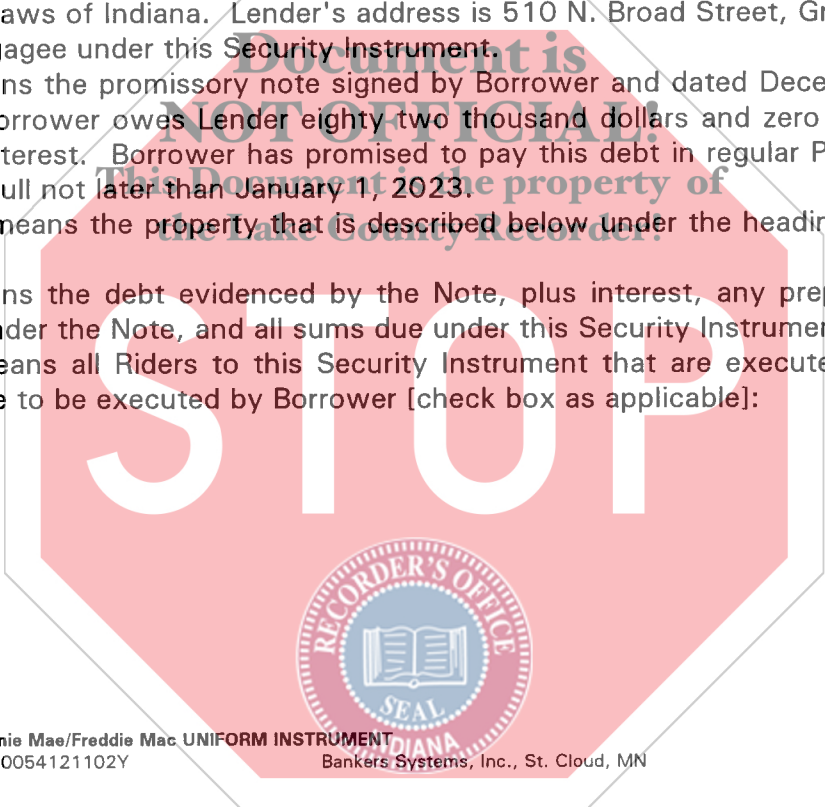 aws of Indiana. Lender's address is 510 N. Broad Street, Gr
Document is
agee under this Security Instrument.
ns the promissory note signed by Borrower and dated Dece
NOT OFFICIAL!
orrower owes Lender eighty two thousand dollars and zero
terest. Borrower has promised to pay this debt in regular P
This Document is the property of
ull not later than January 1, 2023.
the Lake County Recorder!
means the property that is described below under the headin
ns the debt evidenced by the Note, plus interest, any prep
nder the Note, and all sums due under this Security Instrumen
eans all Riders to this Security Instrument that are execute
e to be executed by Borrower [check box as applicable]:
STOP
RECORDER'S OFFICE
SEAL
INDIANA
nie Mae/Freddie Mac UNIFORM INSTRUMENT
0054121102Y Bankers Systems, Inc., St. Cloud, MN